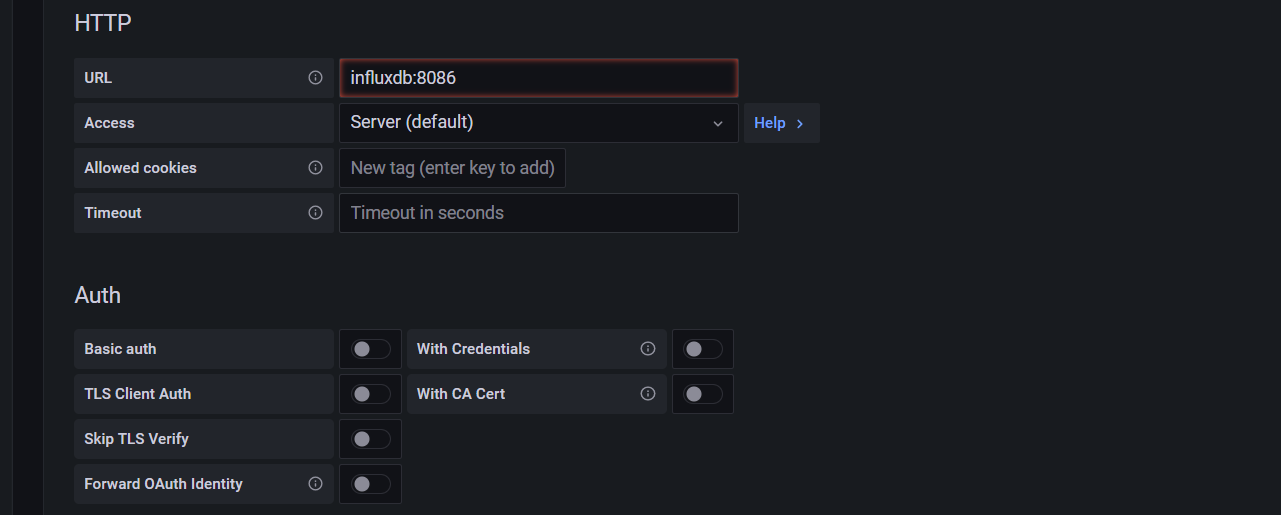 HTTP
URL influxdb:8086
Access Server (default) Help >
Allowed cookies New tag (enter key to add)
Timeout Timeout in seconds
Auth
Basic auth With Credentials
TLS Client Auth With CA Cert
Skip TLS Verify
Forward OAuth Identity